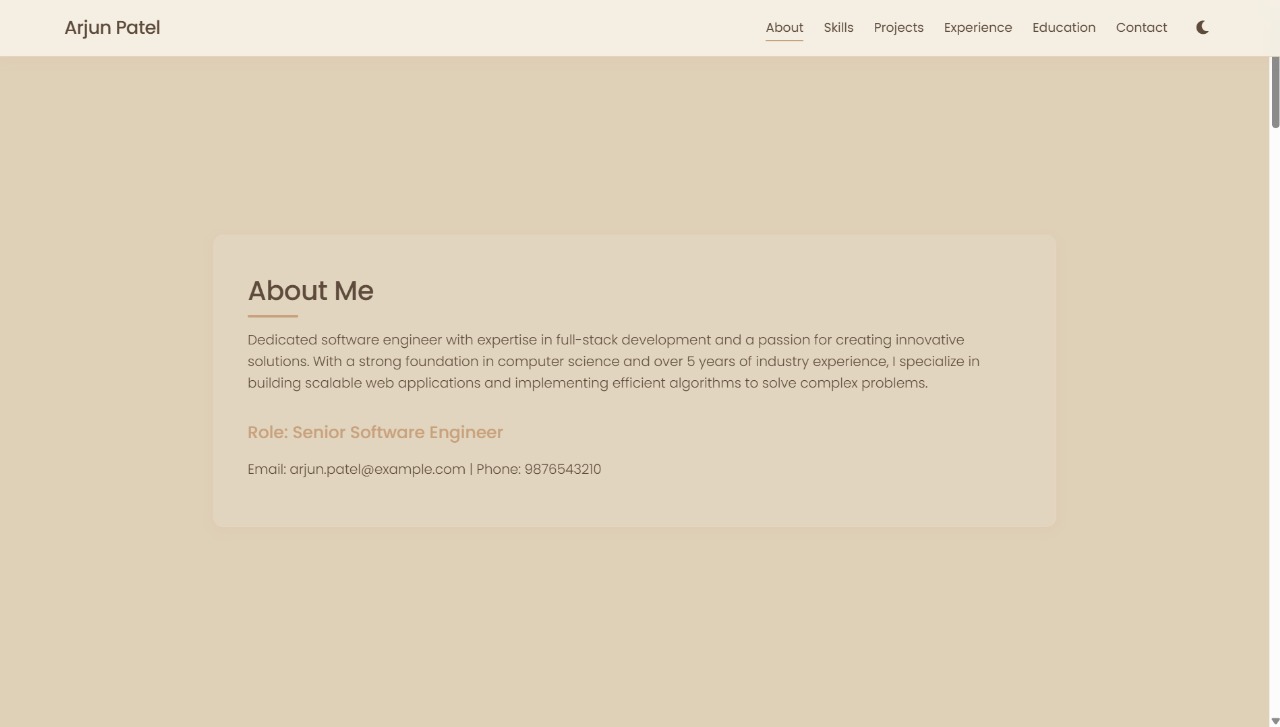 Arjun Patel
About Skills Projects Experience Education Contact
About Me
Dedicated software engineer with expertise in full-stack development and a passion for creating innovative
solutions. With a strong foundation in computer science and over 5 years of industry experience, I specialize in
building scalable web applications and implementing efficient algorithms to solve complex problems.
Role: Senior Software Engineer
Email: arjun.patel@example.com | Phone: 9876543210